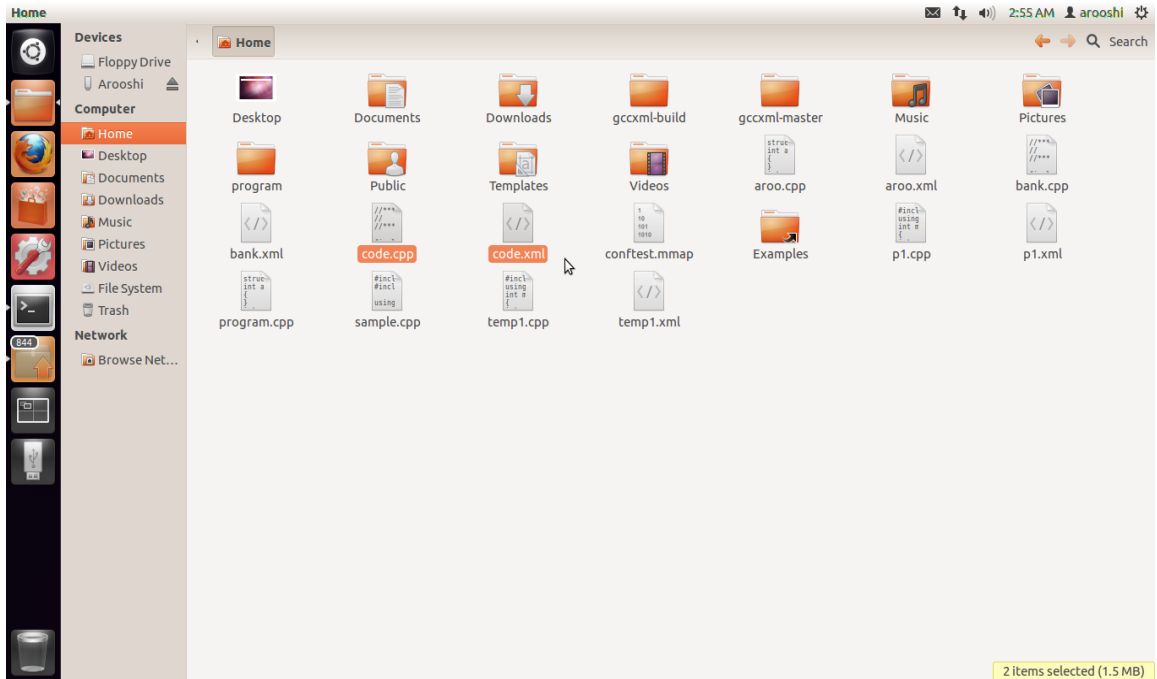 Home
2:55 AM arooshi
Devices
Floppy Drive
Arooshi
Computer
Home
Desktop
Documents
Downloads
Music
Pictures
Videos
File System
Trash
Network
Browse Net...
844
Home
Search
Desktop Documents Downloads gccxml-build gccxml-master Music Pictures
program Public Templates Videos aroo.cpp aroo.xml bank.cpp
bank.xml code.cpp code.xml conftest.mmap Examples p1.cpp p1.xml
program.cpp sample.cpp temp1.cpp temp1.xml
2 items selected (1.5 MB)